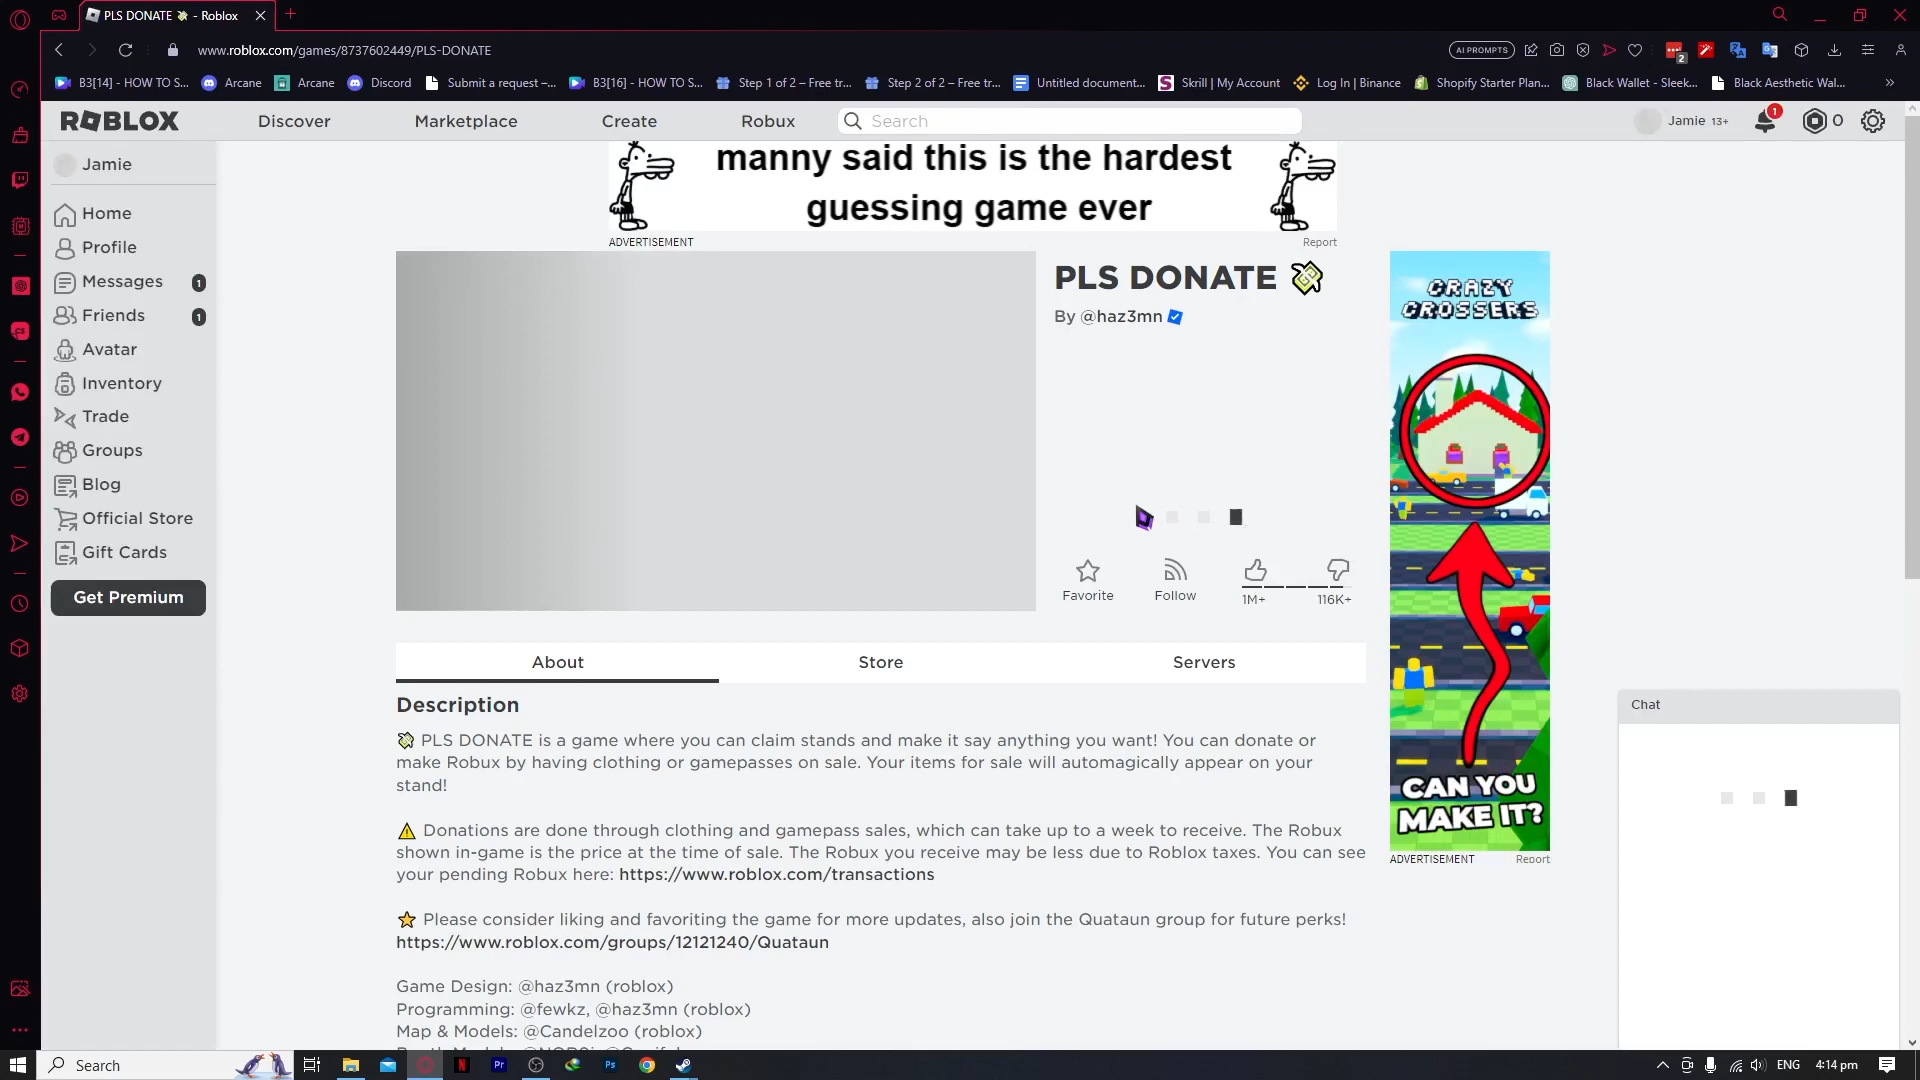 PLS DONATE 💸 - Roblox
www.roblox.com/games/8737602449/PLS-DONATE
AI PROMPTS
2
B3[14] - HOW TO S...
Arcane
Arcane
Discord
Submit a request –...
B3[16] - HOW TO S...
Step 1 of 2 – Free tr...
Step 2 of 2 – Free tr...
Untitled document...
Skrill | My Account
Log In | Binance
Shopify Starter Plan...
Black Wallet - Sleek...
Black Aesthetic Wal...
ROBLOX
Discover
Marketplace
Create
Robux
Search
Jamie 13+
1
0
Jamie
Home
Profile
Messages 1
Friends 1
Avatar
Inventory
Trade
Groups
Blog
Official Store
Gift Cards
Get Premium
manny said this is the hardest
guessing game ever
ADVERTISEMENT
Report
PLS DONATE 💸
By @haz3mn
Favorite
Follow
1M+
116K+
CRAZY
CROSSERS
CAN YOU
MAKE IT?
ADVERTISEMENT
Report
About
Store
Servers
Description
💸 PLS DONATE is a game where you can claim stands and make it say anything you want! You can donate or
make Robux by having clothing or gamepasses on sale. Your items for sale will automagically appear on your
stand!
⚠️ Donations are done through clothing and gamepass sales, which can take up to a week to receive. The Robux
shown in-game is the price at the time of sale. The Robux you receive may be less due to Roblox taxes. You can see
your pending Robux here: https://www.roblox.com/transactions
⭐ Please consider liking and favoriting the game for more updates, also join the Quataun group for future perks!
https://www.roblox.com/groups/12121240/Quataun
Game Design: @haz3mn (roblox)
Programming: @fewkz, @haz3mn (roblox)
Map & Models: @Candelzoo (roblox)
Chat
Search
N
Pr
Ps
ENG
4:14 pm